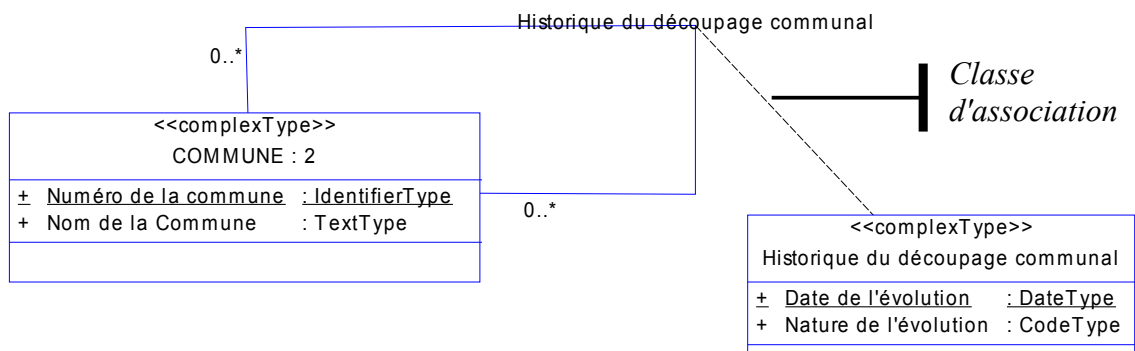 Historique du découpage communal
0..*
Classe
d'association
<<complexType>>
COMMUNE : 2
+ Numéro de la commune : IdentifierType
+ Nom de la Commune : TextType
0..*
<<complexType>>
Historique du découpage communal
+ Date de l'évolution : DateType
+ Nature de l'évolution : CodeType